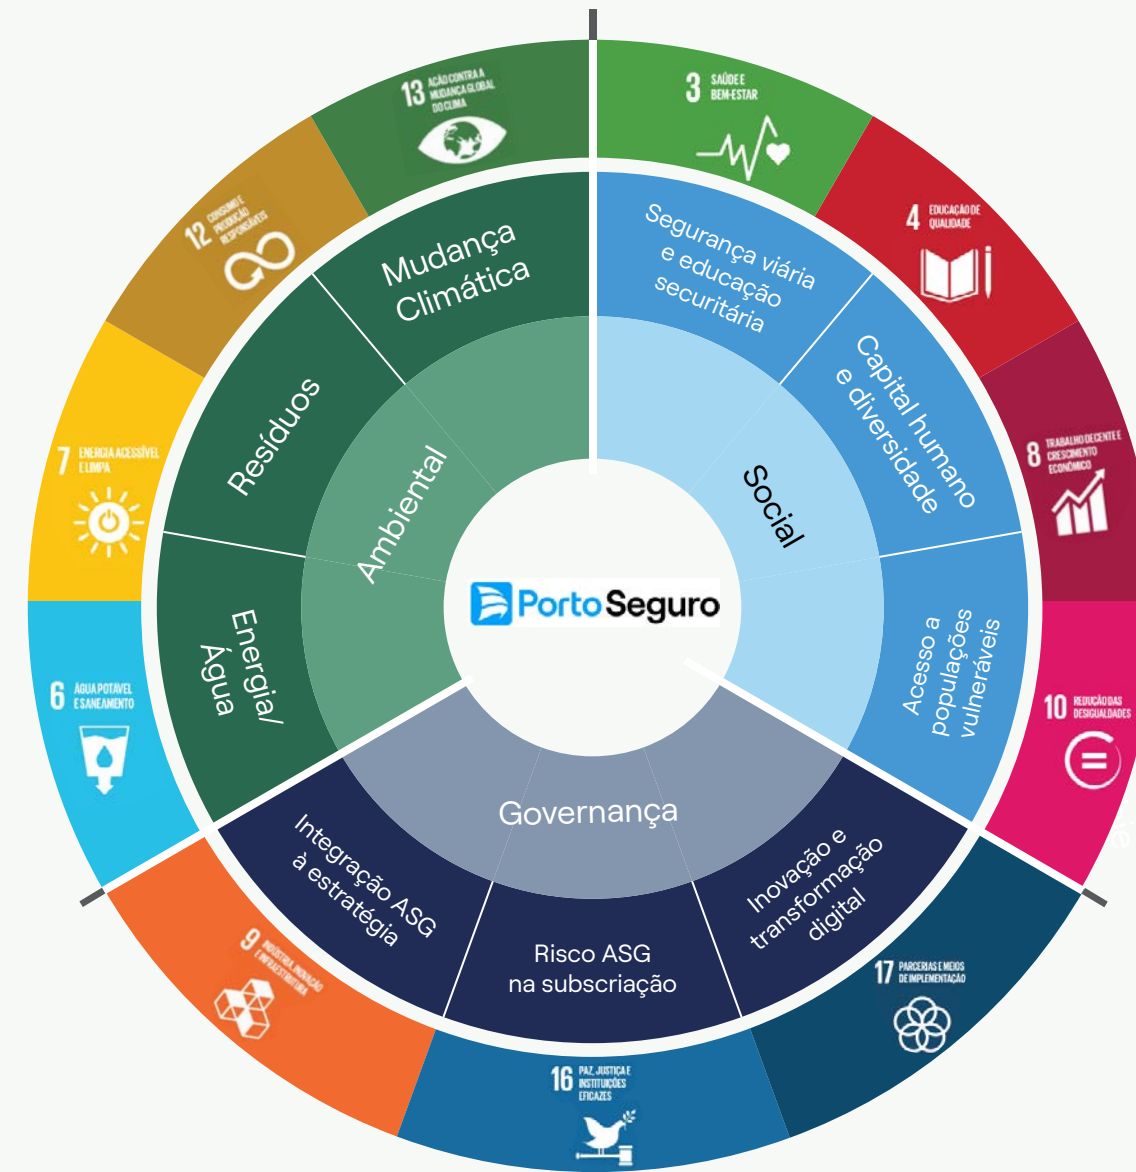 13 AÇÃO CONTRA A
MUDANÇA GLOBAL
DO CLIMA
3 SAÚDE E
BEM-ESTAR
12 CONSUMO E
PRODUÇÃO
RESPONSÁVEIS
4 EDUCAÇÃO DE
QUALIDADE
7 ENERGIA ACESSÍVEL
E LIMPA
8 TRABALHO DECENTE E
CRESCIMENTO
ECONÔMICO
6 ÁGUA POTÁVEL
E SANEAMENTO
10 REDUÇÃO DAS
DESIGUALDADES
9 INDÚSTRIA, INOVAÇÃO
E INFRAESTRUTURA
16 PAZ, JUSTIÇA E
INSTITUIÇÕES
EFICAZES
17 PARCERIAS E MEIOS
DE IMPLEMENTAÇÃO
Mudança
Climática
Resíduos
Energia/
Água
Ambiental
Segurança viária
e educação
securitária
Capital humano
e diversidade
Acesso a
populações
vulneráveis
Social
Porto Seguro
Governança
Integração ASG
à estratégia
Risco ASG
na subscriação
Inovação e
transformação
digital